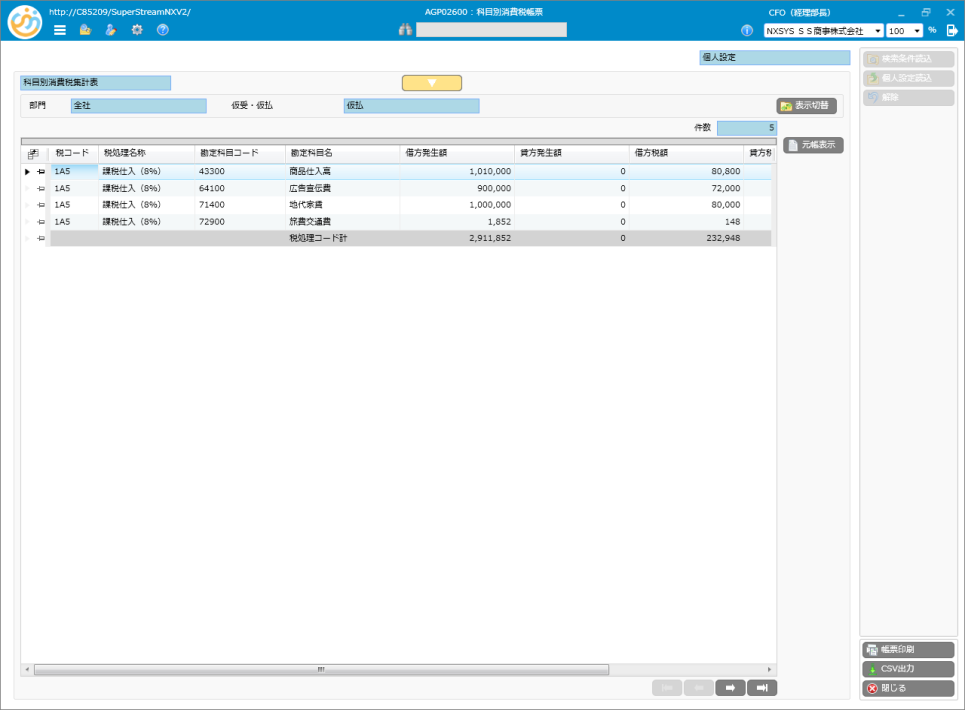 http://C85209/SuperStreamNXV2/ AGP02600：科目別消費税帳票 CFO（経理部長）
NXSYS ＳＳ商事株式会社 100 %
個人設定 検索条件読込
個人設定読込
科目別消費税集計表
解除
部門 全社 仮受・仮払 仮払 表示切替
件数 5
元帳表示
税コード 税処理名称 勘定科目コード 勘定科目名 借方発生額 貸方発生額 借方税額 貸方税
1A5 課税仕入（8%） 43300 商品仕入高 1,010,000 0 80,800
1A5 課税仕入（8%） 64100 広告宣伝費 900,000 0 72,000
1A5 課税仕入（8%） 71400 地代家賃 1,000,000 0 80,000
1A5 課税仕入（8%） 72900 旅費交通費 1,852 0 148
税処理コード計 2,911,852 0 232,948
帳票印刷
CSV出力
閉じる